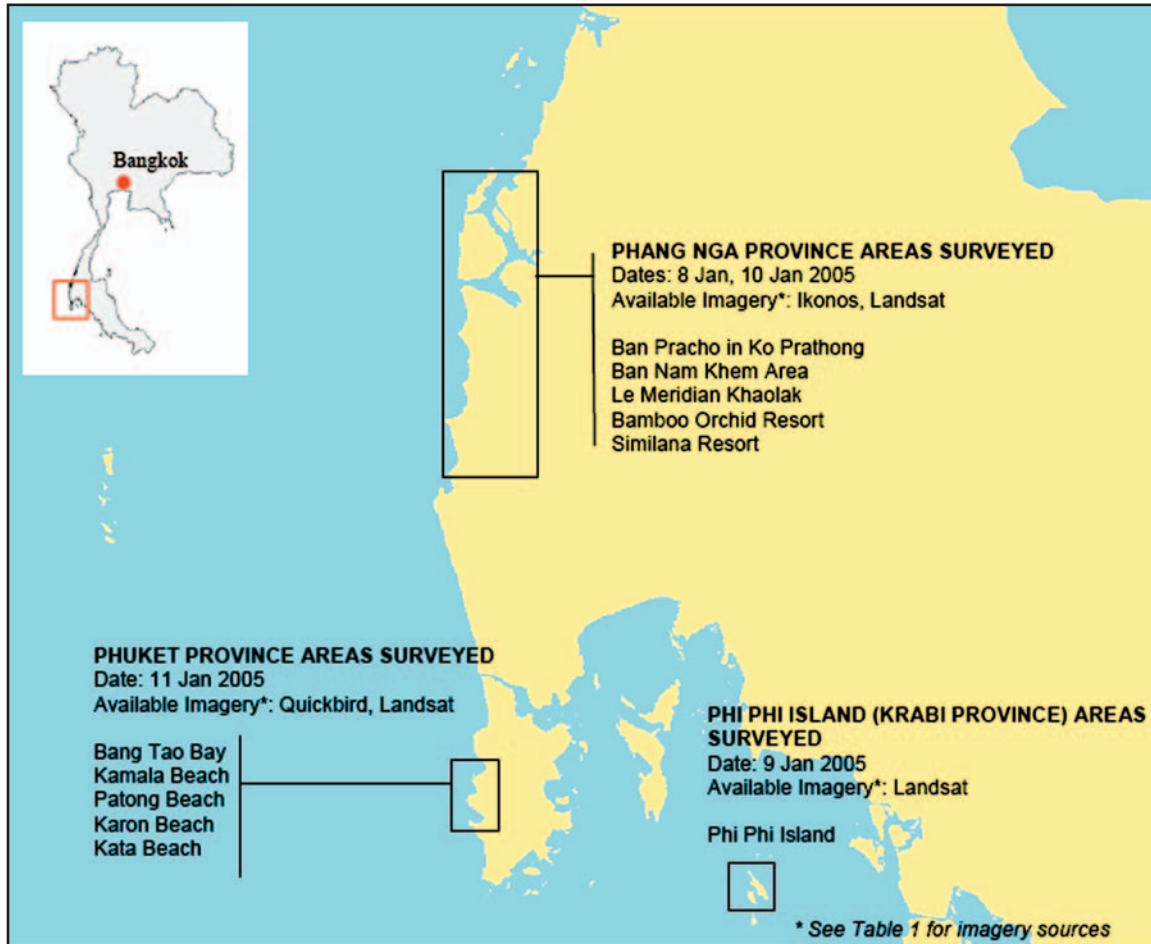 Bangkok
PHANG NGA PROVINCE AREAS SURVEYED
Dates: 8 Jan, 10 Jan 2005
Available Imagery*: Ikonos, Landsat
Ban Pracho in Ko Prathong
Ban Nam Khem Area
Le Meridian Khaolak
Bamboo Orchid Resort
Similana Resort
PHUKET PROVINCE AREAS SURVEYED
Date: 11 Jan 2005
Available Imagery*: Quickbird, Landsat
Bang Tao Bay
Kamala Beach
Patong Beach
Karon Beach
Kata Beach
PHI PHI ISLAND (KRABI PROVINCE) AREAS
SURVEYED
Date: 9 Jan 2005
Available Imagery*: Landsat
Phi Phi Island
* See Table 1 for imagery sources